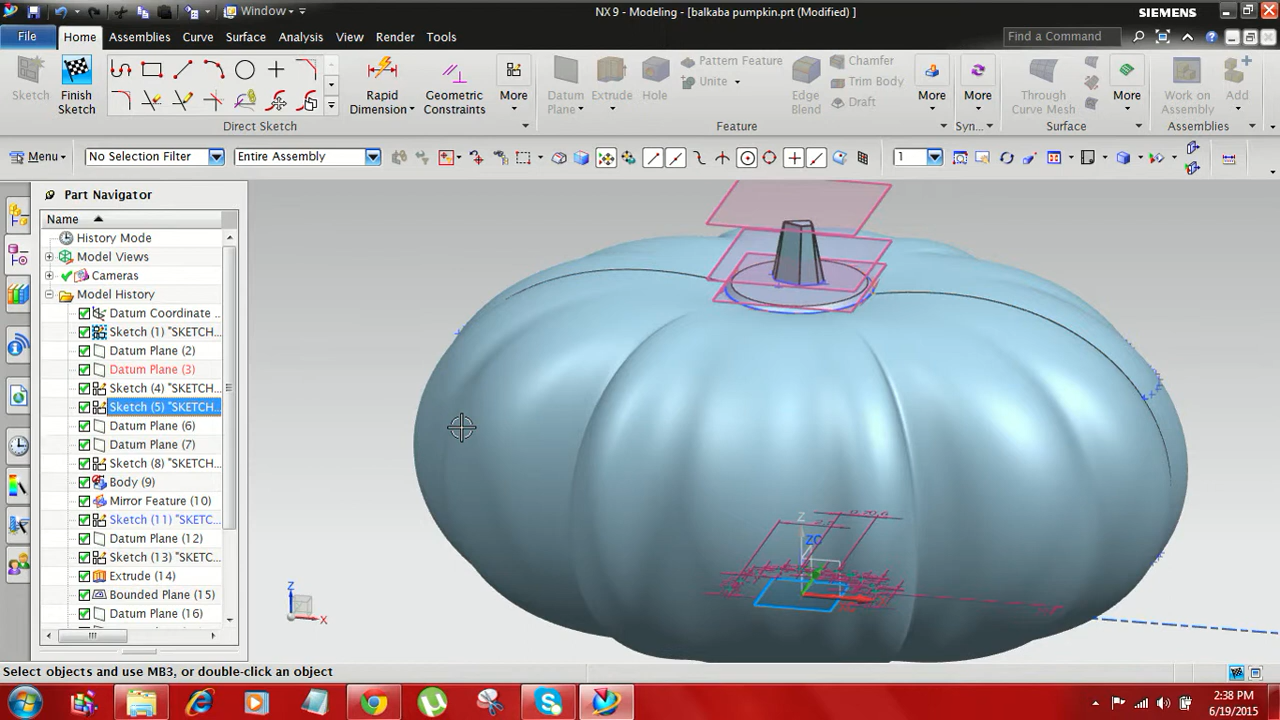 Window
NX 9 - Modeling - [balkaba pumpkin.prt (Modified) ]
SIEMENS
File Home Assemblies Curve Surface Analysis View Render Tools
Find a Command
Sketch
Finish Sketch
Direct Sketch
Rapid Dimension
Geometric Constraints
More
Datum Plane
Extrude
Hole
Pattern Feature
Unite
Edge Blend
Chamfer
Trim Body
Draft
More
Feature
More
Syn...
Through Curve Mesh
More
Surface
Work on Assembly
Add
Assemblies
Menu
No Selection Filter
Entire Assembly
1
Part Navigator
Name
History Mode
Model Views
Cameras
Model History
Datum Coordinate ..
Sketch (1) "SKETCH...
Datum Plane (2)
Datum Plane (3)
Sketch (4) "SKETCH...
Sketch (5) "SKETCH...
Datum Plane (6)
Datum Plane (7)
Sketch (8) "SKETCH...
Body (9)
Mirror Feature (10)
Sketch (11) "SKETC...
Datum Plane (12)
Sketch (13) "SKETC...
Extrude (14)
Bounded Plane (15)
Datum Plane (16)
Z
ZC
Z
X
Select objects and use MB3, or double-click an object
2:38 PM
6/19/2015